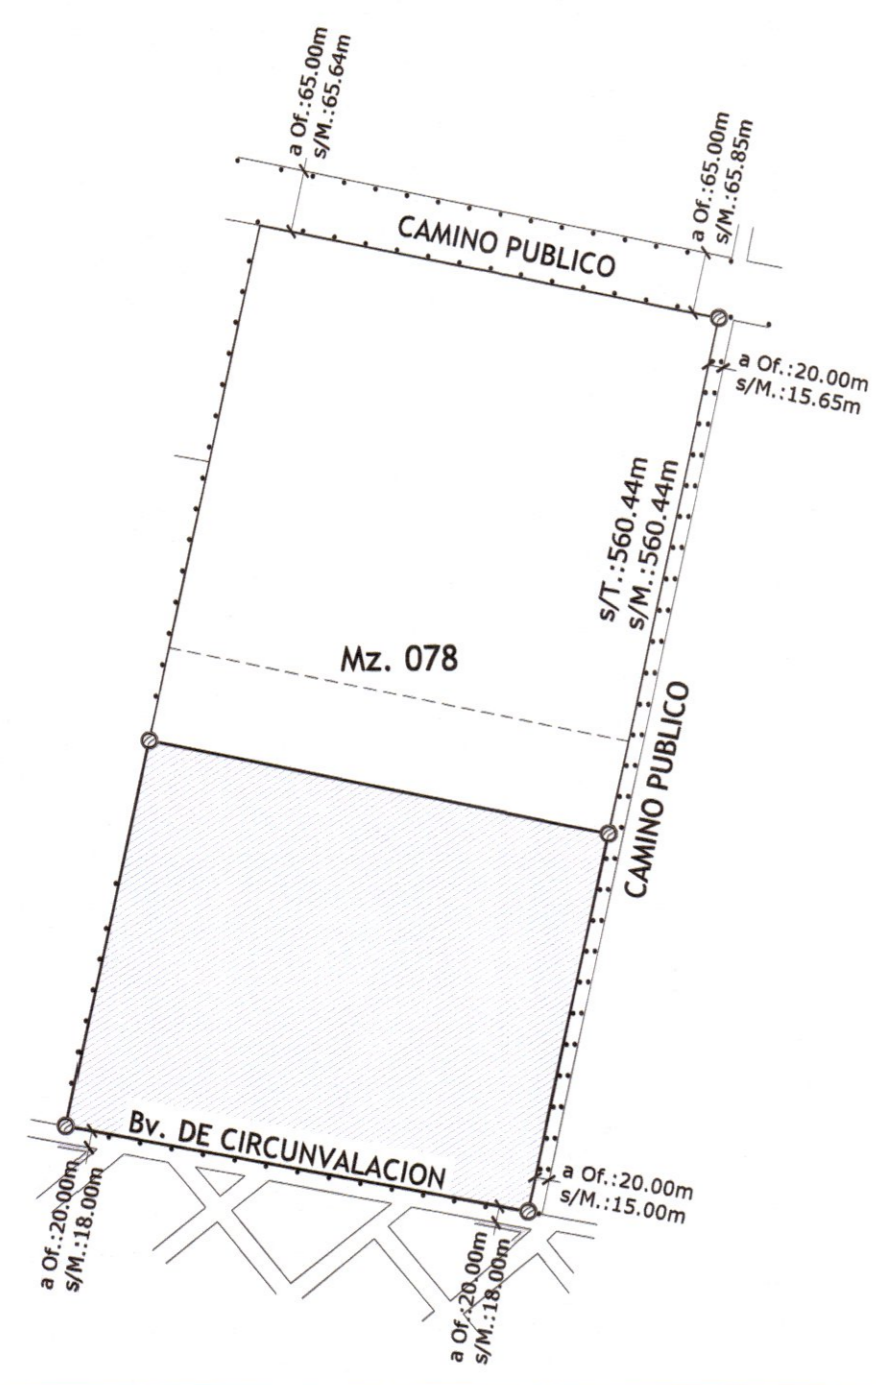 a Of.:65.00m
s/M.:65.64m
a Of.:65.00m
s/M.:65.85m
CAMINO PUBLICO
a Of.:20.00m
s/M.:15.65m
s/T.:560.44m
s/M.:560.44m
Mz. 078
CAMINO PUBLICO
Bv. DE CIRCUNVALACION
a Of.:20.00m
s/M.:15.00m
a Of.:20.00m
s/M.:18.00m
a Of.:20.00m
s/M.:18.00m